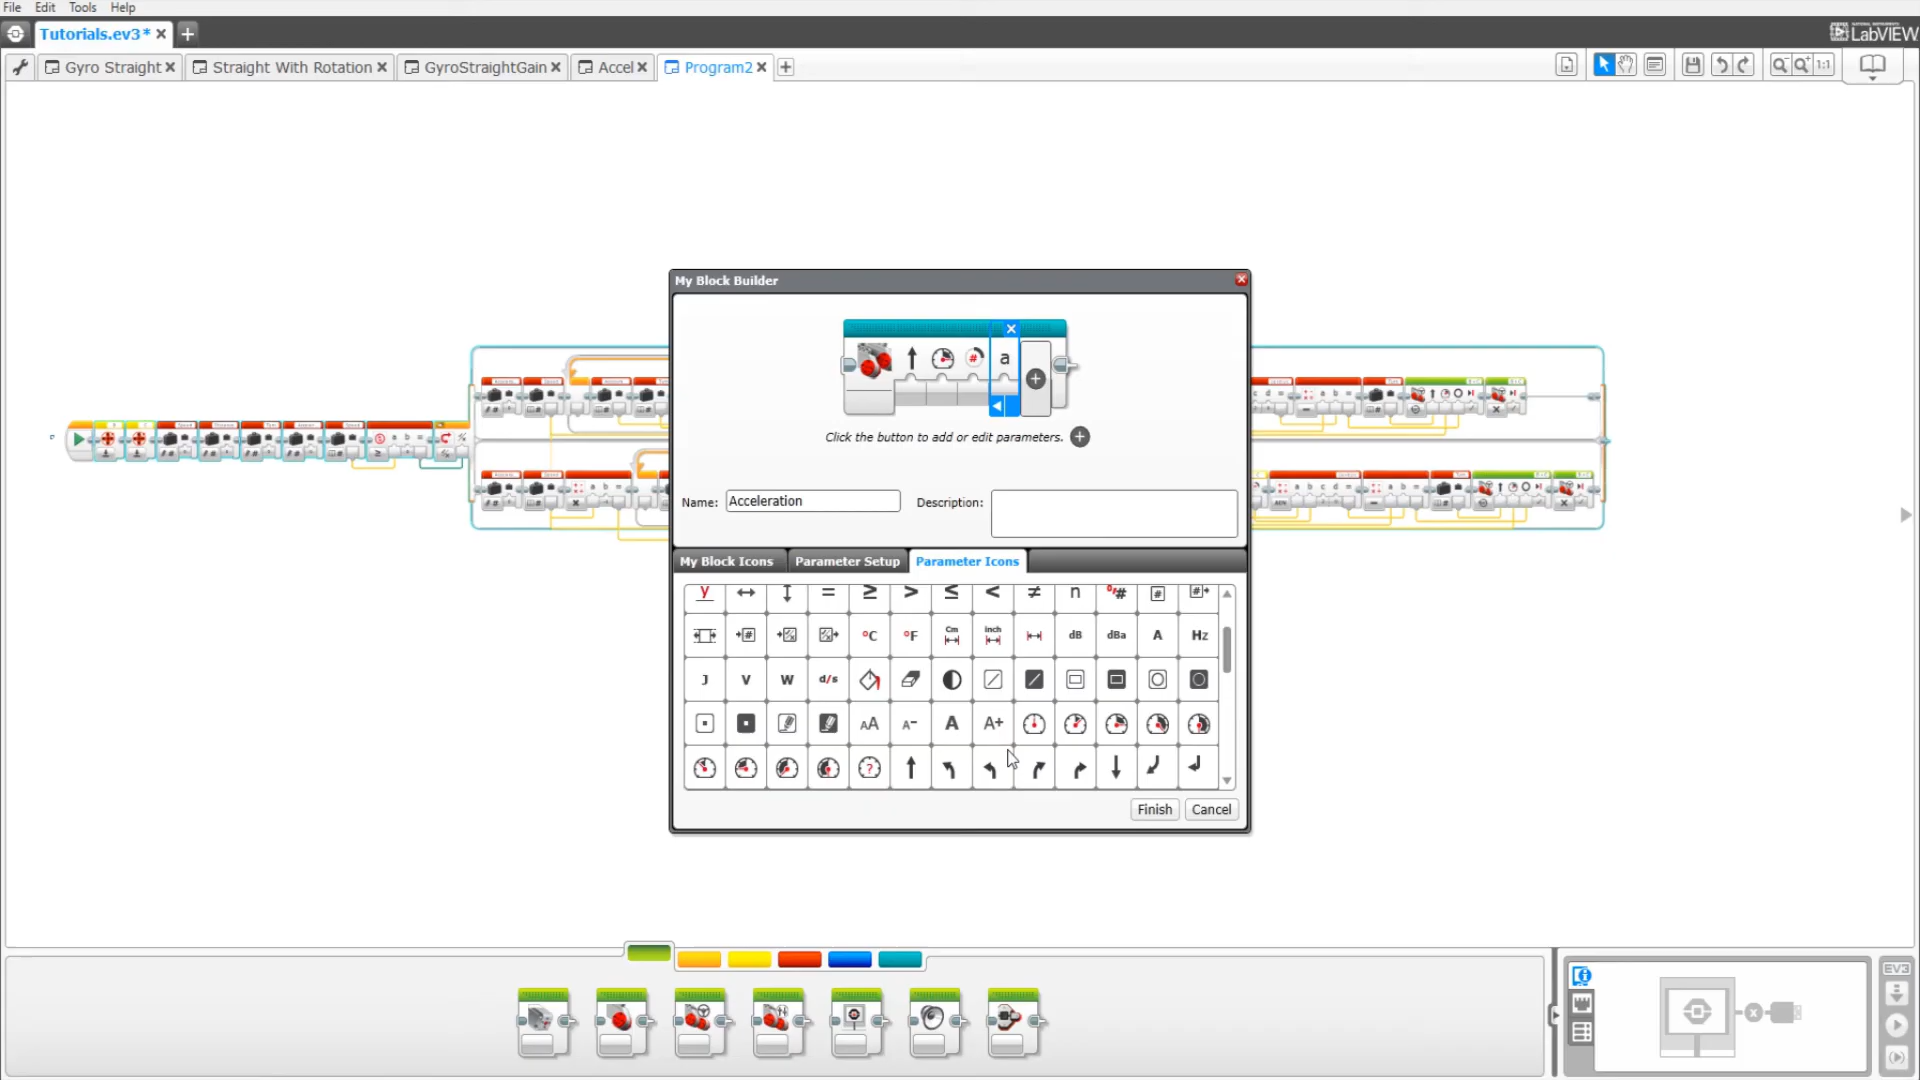 File Edit Tools Help
Tutorials.ev3*
LabVIEW
Gyro Straight
Straight With Rotation
GyroStraightGain
Accel
Program2
1:1
My Block Builder
# a
Click the button to add or edit parameters.
Name: Acceleration Description:
My Block Icons Parameter Setup Parameter Icons
y = ≥ > ≤ < ≠ n °/# # #
# °C °F Cm Inch dB dBa A Hz
J V W d/s
AA A- A A+
?
Finish Cancel
EV3